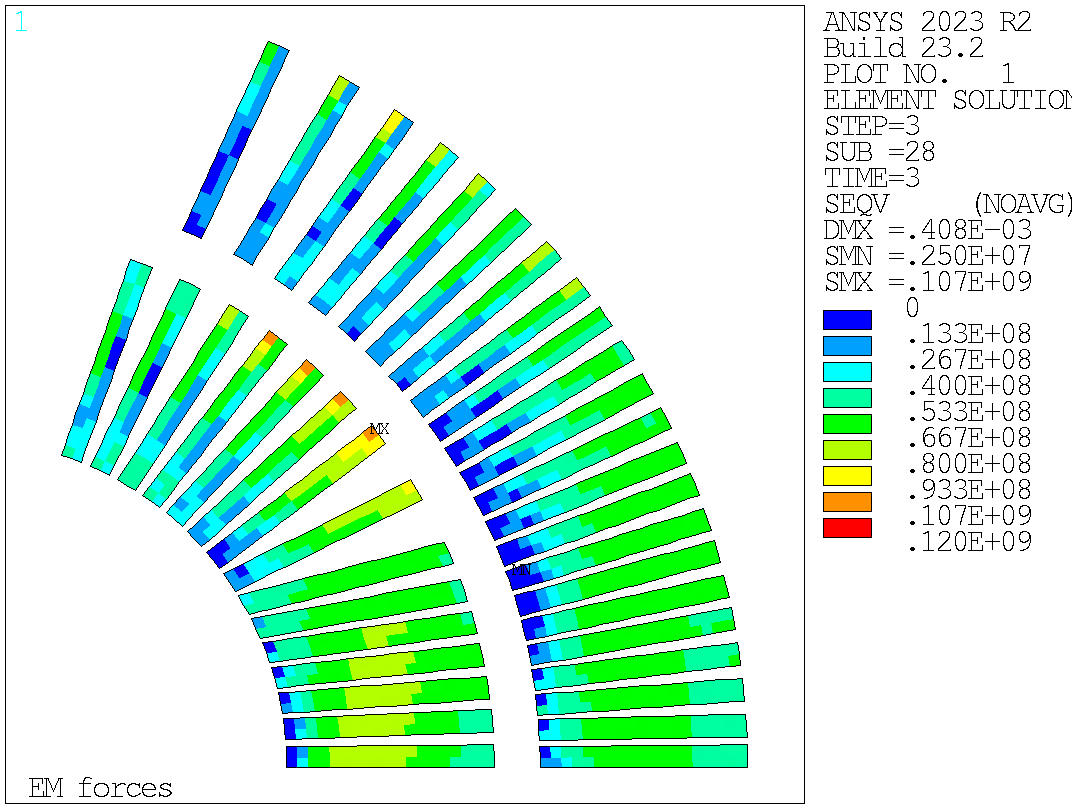 1
ANSYS 2023 R2
Build 23.2
PLOT NO.   1
ELEMENT SOLUTION
STEP=3
SUB =28
TIME=3
SEQV      (NOAVG)
DMX =.408E-03
SMN =.250E+07
SMX =.107E+09
0
.133E+08
.267E+08
.400E+08
.533E+08
.667E+08
.800E+08
.933E+08
.107E+09
.120E+09
MX
MN
EM forces